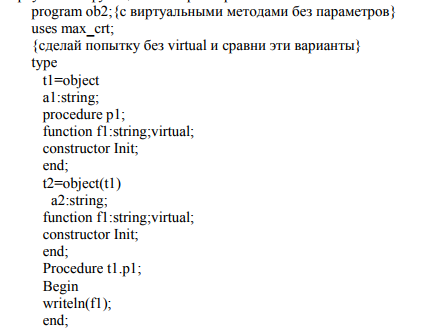 program ob2;{с виртуальными методами без параметров}
uses max_crt;
{сделай попытку без virtual и сравни эти варианты}
type
t1=object
a1:string;
procedure p1;
function f1:string;virtual;
constructor Init;
end;
t2=object(t1)
a2:string;
function f1:string;virtual;
constructor Init;
end;
Procedure t1.p1;
Begin
writeln(f1);
end;